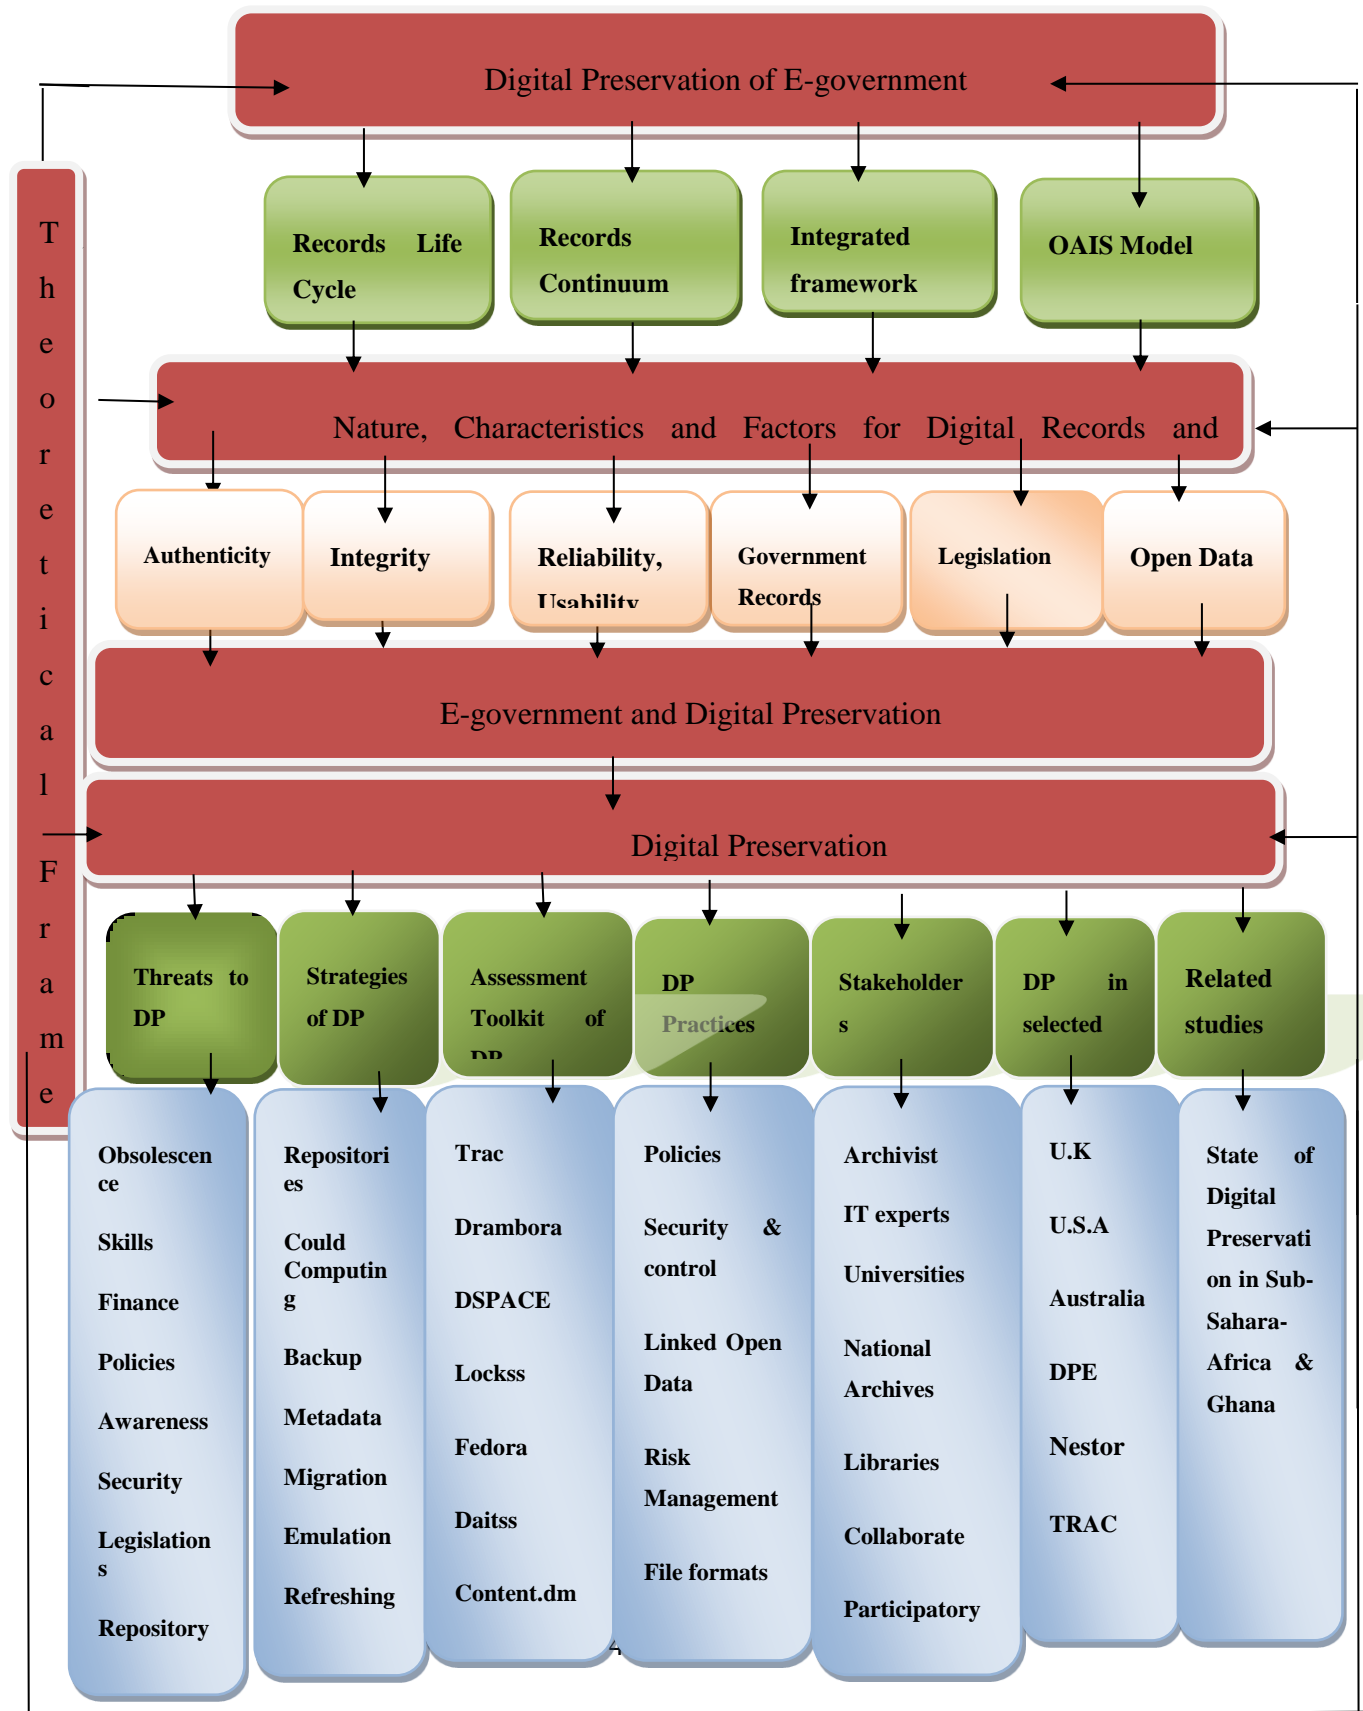 Digital Preservation of E-government
Theoretical Frame
Records Life
Cycle
Records
Continuum
Integrated
framework
OAIS Model
Nature, Characteristics and Factors for Digital Records and
Authenticity
Integrity
Reliability,
Usability
Government
Records
Legislation
Open Data
E-government and Digital Preservation
Digital Preservation
Threats to
DP
Strategies
of DP
Assessment
Toolkit of
DP
DP
Practices
Stakeholder
s
DP in
selected
Related
studies
Obsolescen
ce
Skills
Finance
Policies
Awareness
Security
Legislation
s
Repository
Repositori
es
Could
Computin
g
Backup
Metadata
Migration
Emulation
Refreshing
Trac
Drambora
DSPACE
Lockss
Fedora
Daitss
Content.dm
Policies
Security &
control
Linked Open
Data
Risk
Management
File formats
Archivist
IT experts
Universities
National
Archives
Libraries
Collaborate
Participatory
U.K
U.S.A
Australia
DPE
Nestor
TRAC
State of
Digital
Preservati
on in Sub-
Sahara-
Africa &
Ghana